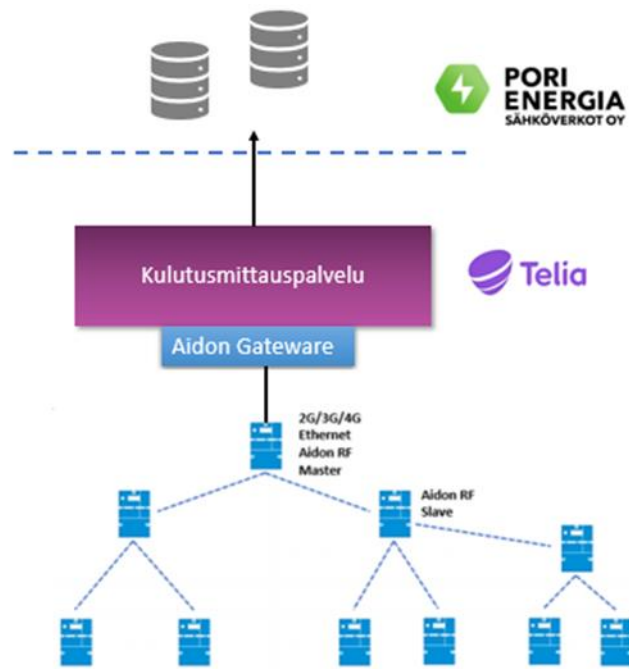 PORI
ENERGIA
SÄHKÖVERKOT OY
Kulutusmittauspalvelu
Telia
Aidon Gateware
2G/3G/4G
Ethernet
Aidon RF
Master
Aidon RF
Slave